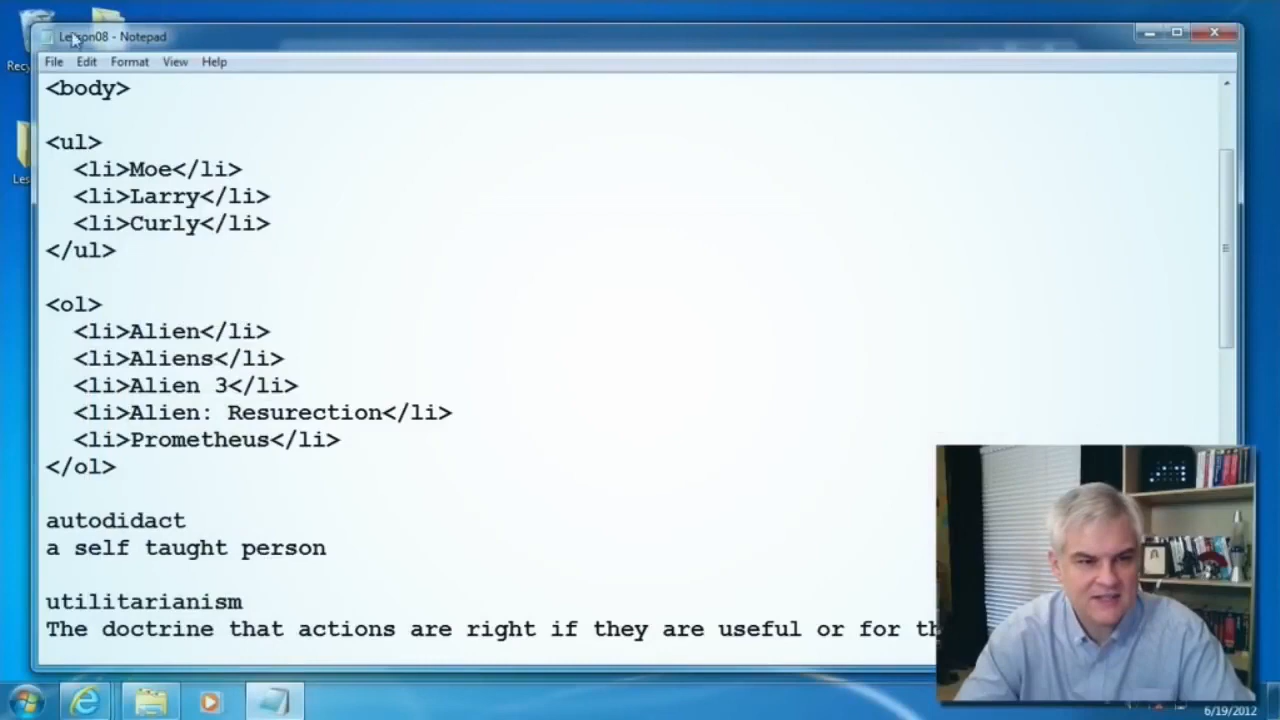 Lesson08 - Notepad
File Edit Format View Help
<body>
<ul>
<li>Moe</li>
<li>Larry</li>
<li>Curly</li>
</ul>
<ol>
<li>Alien</li>
<li>Aliens</li>
<li>Alien 3</li>
<li>Alien: Resurection</li>
<li>Prometheus</li>
</ol>
autodidact
a self taught person
utilitarianism
The doctrine that actions are right if they are useful or for
6/19/2012